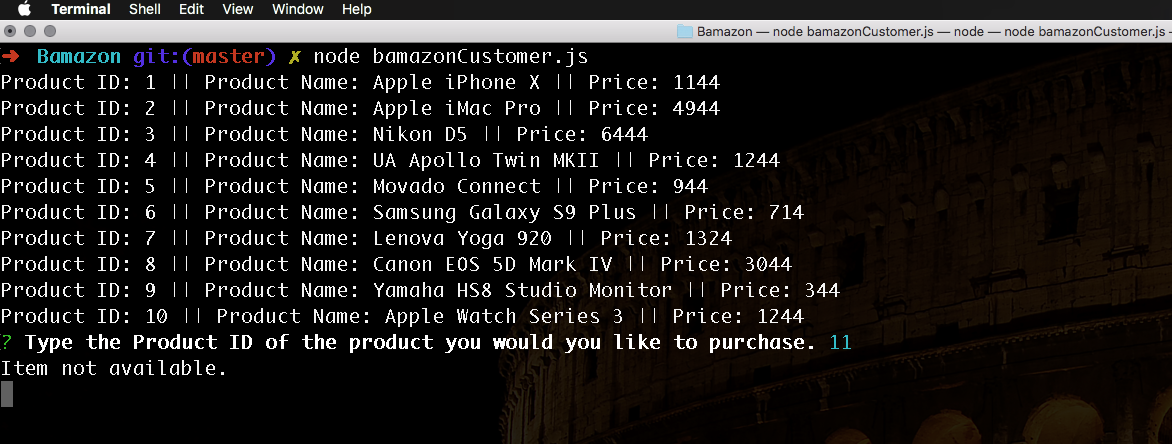 Terminal Shell Edit View Window Help
Bamazon — node bamazonCustomer.js — node — node bamazonCustomer.js —
➜ Bamazon git:(master) ✗ node bamazonCustomer.js
Product ID: 1 || Product Name: Apple iPhone X || Price: 1144
Product ID: 2 || Product Name: Apple iMac Pro || Price: 4944
Product ID: 3 || Product Name: Nikon D5 || Price: 6444
Product ID: 4 || Product Name: UA Apollo Twin MKII || Price: 1244
Product ID: 5 || Product Name: Movado Connect || Price: 944
Product ID: 6 || Product Name: Samsung Galaxy S9 Plus || Price: 714
Product ID: 7 || Product Name: Lenova Yoga 920 || Price: 1324
Product ID: 8 || Product Name: Canon EOS 5D Mark IV || Price: 3044
Product ID: 9 || Product Name: Yamaha HS8 Studio Monitor || Price: 344
Product ID: 10 || Product Name: Apple Watch Series 3 || Price: 1244
? Type the Product ID of the product you would you like to purchase. 11
Item not available.